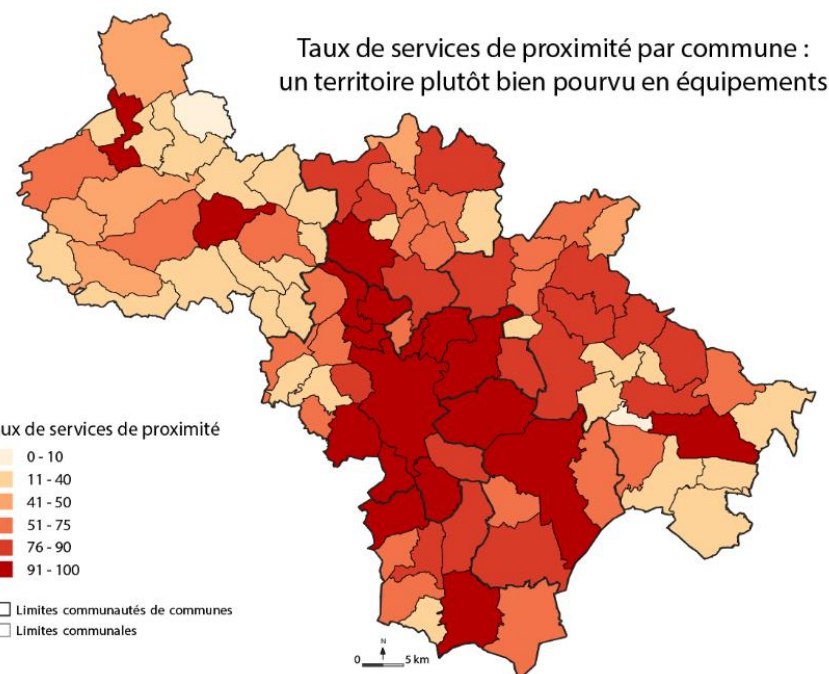 Taux de services de proximité par commune :
un territoire plutôt bien pourvu en équipements
ux de services de proximité
0 - 10
11 - 40
41 - 50
51 - 75
76 - 90
91 - 100
Limites communautés de communes
Limites communales
N
0 5 km